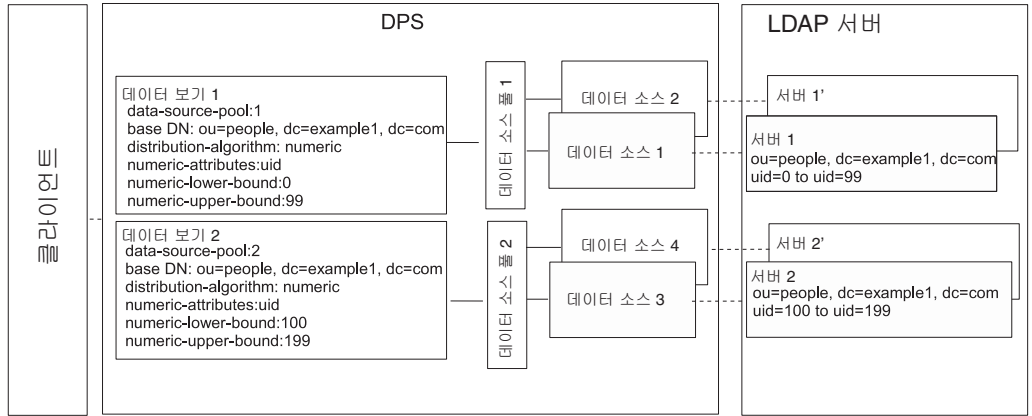 클라이언트
DPS
데이터 보기 1
data-source-pool:1
base DN: ou=people, dc=example1, dc=com
distribution-algorithm: numeric
numeric-attributes:uid
numeric-lower-bound:0
numeric-upper-bound:99
데이터 보기 2
data-source-pool:2
base DN: ou=people, dc=example1, dc=com
distribution-algorithm: numeric
numeric-attributes:uid
numeric-lower-bound:100
numeric-upper-bound:199
데이터 소스 풀 1
데이터 소스 2
데이터 소스 1
데이터 소스 풀 2
데이터 소스 4
데이터 소스 3
LDAP 서버
서버 1’
서버 1
ou=people, dc=example1, dc=com
uid=0 to uid=99
서버 2’
서버 2
ou=people, dc=example1, dc=com
uid=100 to uid=199